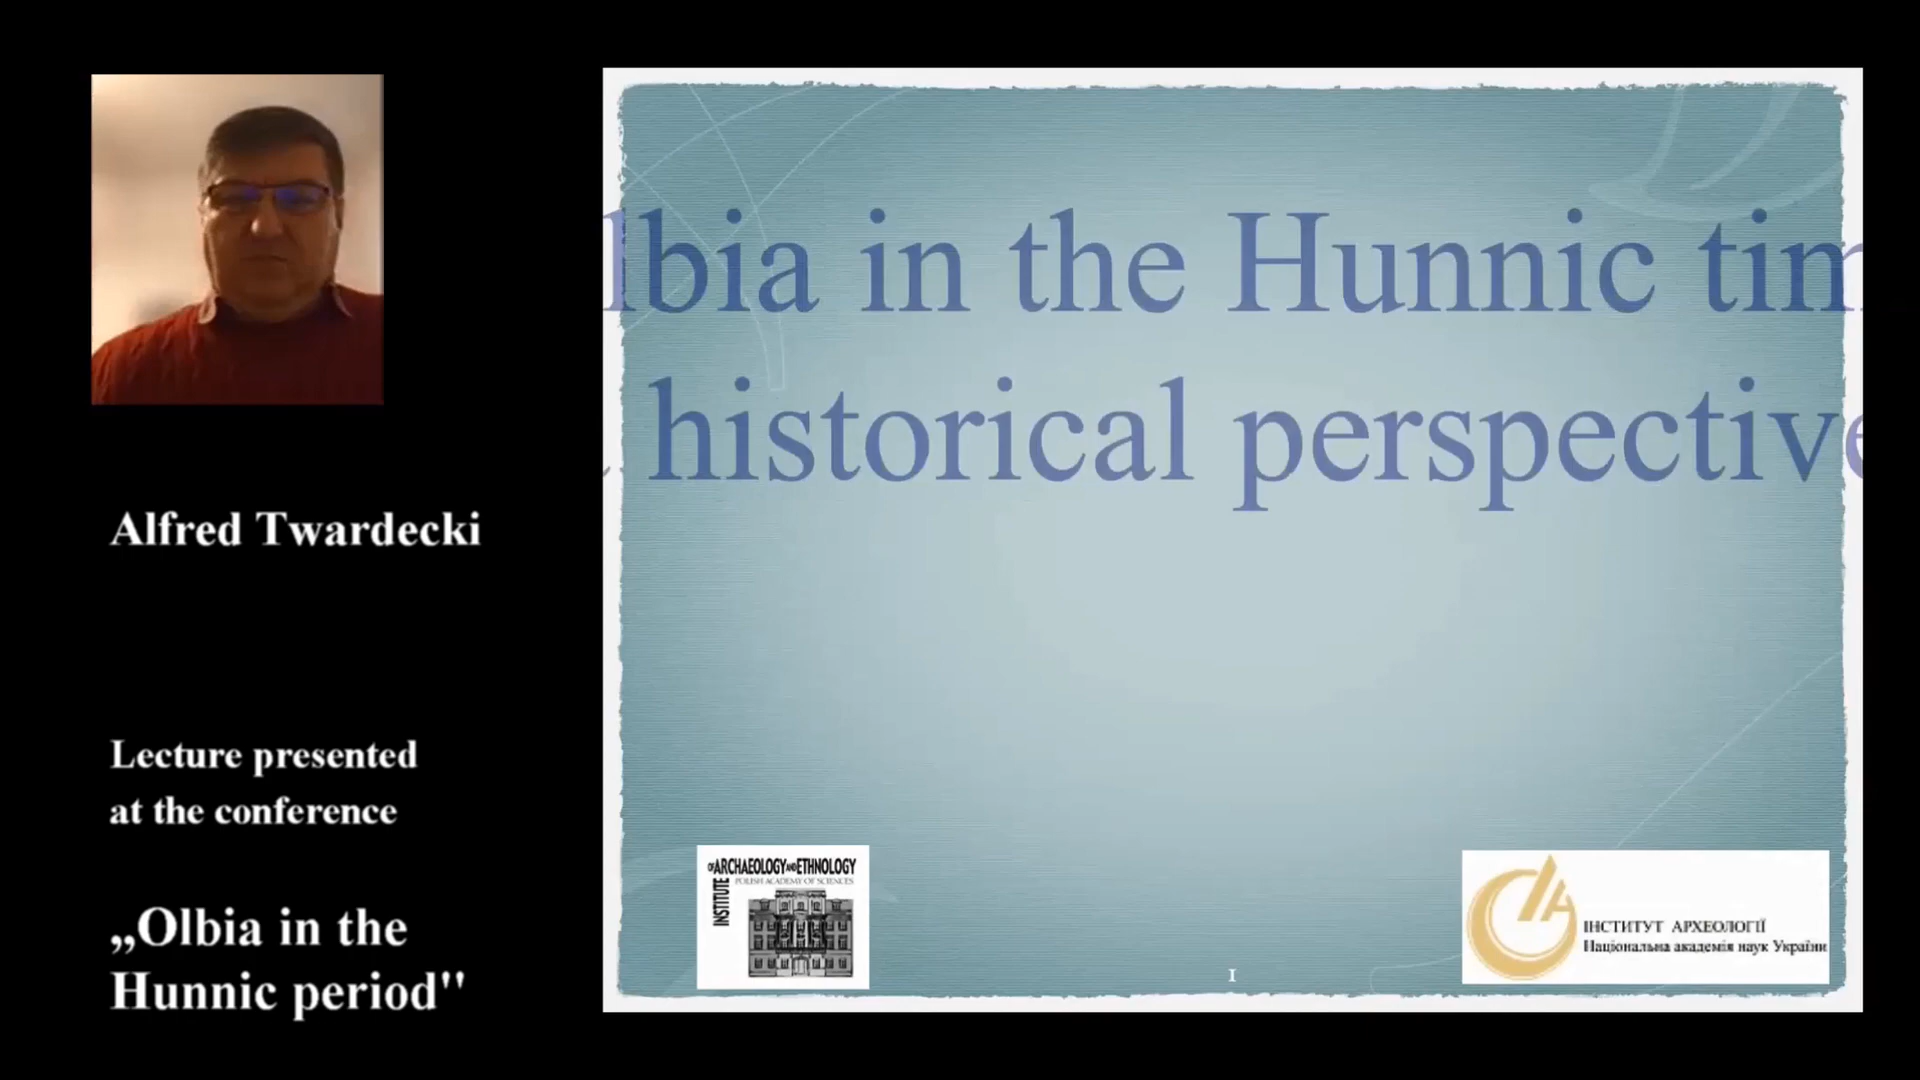 Alfred Twardecki
Lecture presented
at the conference
„Olbia in the
Hunnic period"
lbia in the Hunnic tim
historical perspective
OF ARCHAEOLOGY AND ETHNOLOGY
POLISH ACADEMY OF SCIENCES
INSTITUTE
1
ІНСТИТУТ АРХЕОЛОГІЇ
Національна академія наук України